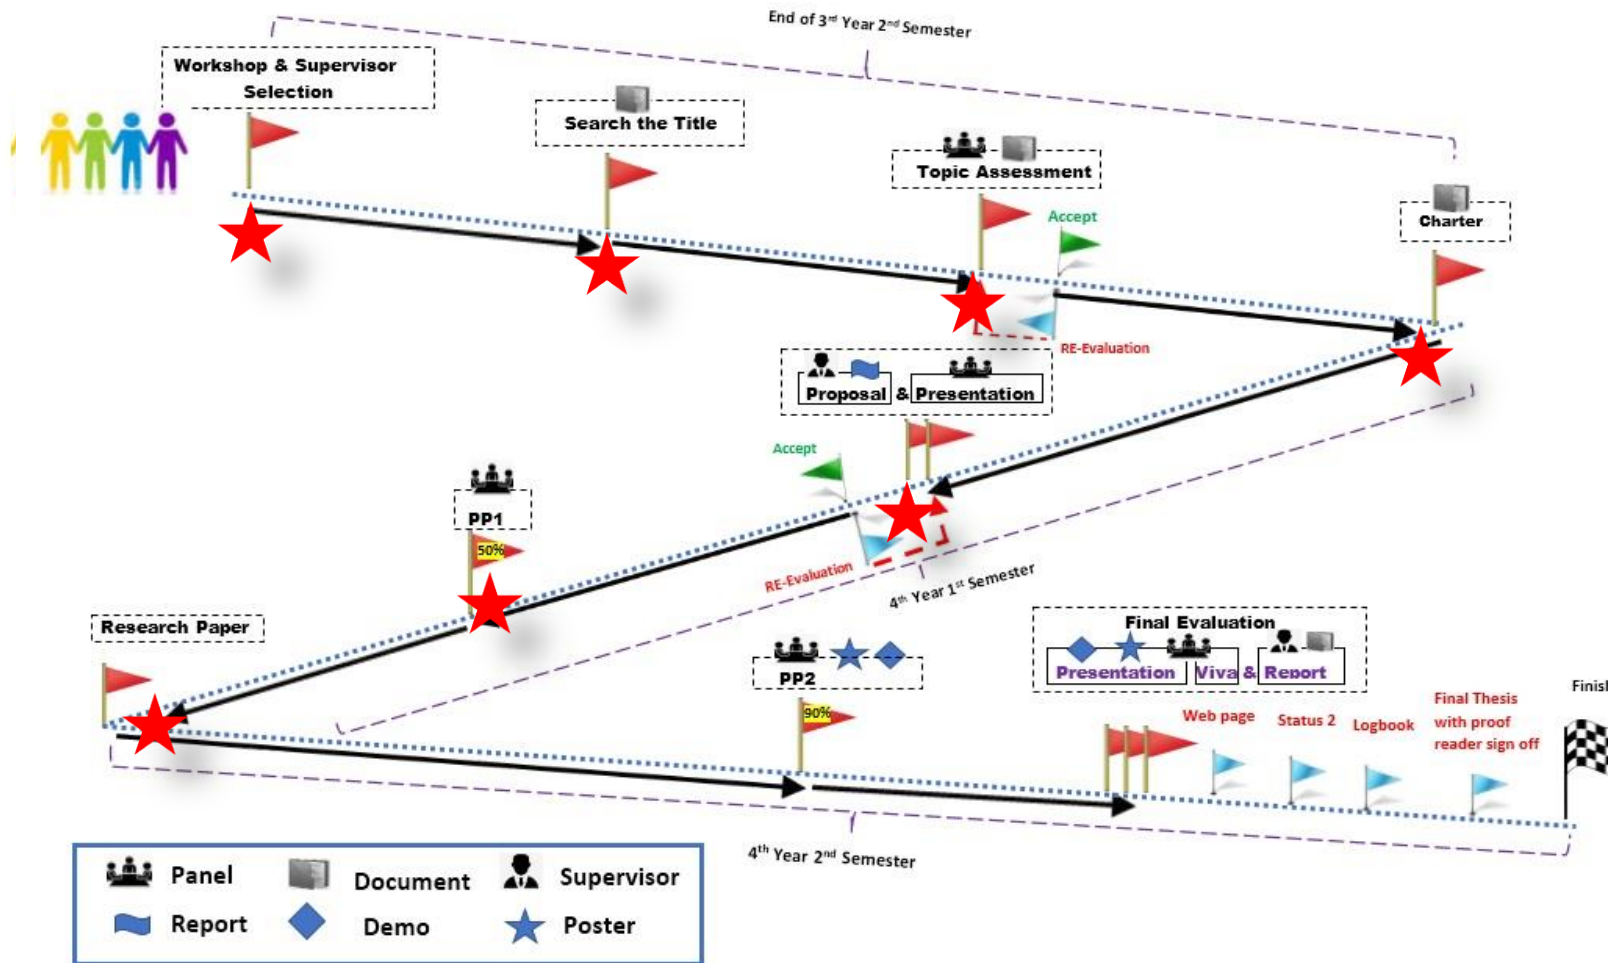 End of 3rd Year 2nd Semester
Workshop & Supervisor
Selection
Search the Title
Topic Assessment
Accept
Charter
RE-Evaluation
Proposal & Presentation
Accept
PP1
50%
RE-Evaluation
4th Year 1st Semester
Research Paper
PP2
90%
Final Evaluation
Presentation Viva & Report
Web page
Status 2
Logbook
Final Thesis
with proof
reader sign off
Finish
4th Year 2nd Semester
Panel
Document
Supervisor
Report
Demo
Poster